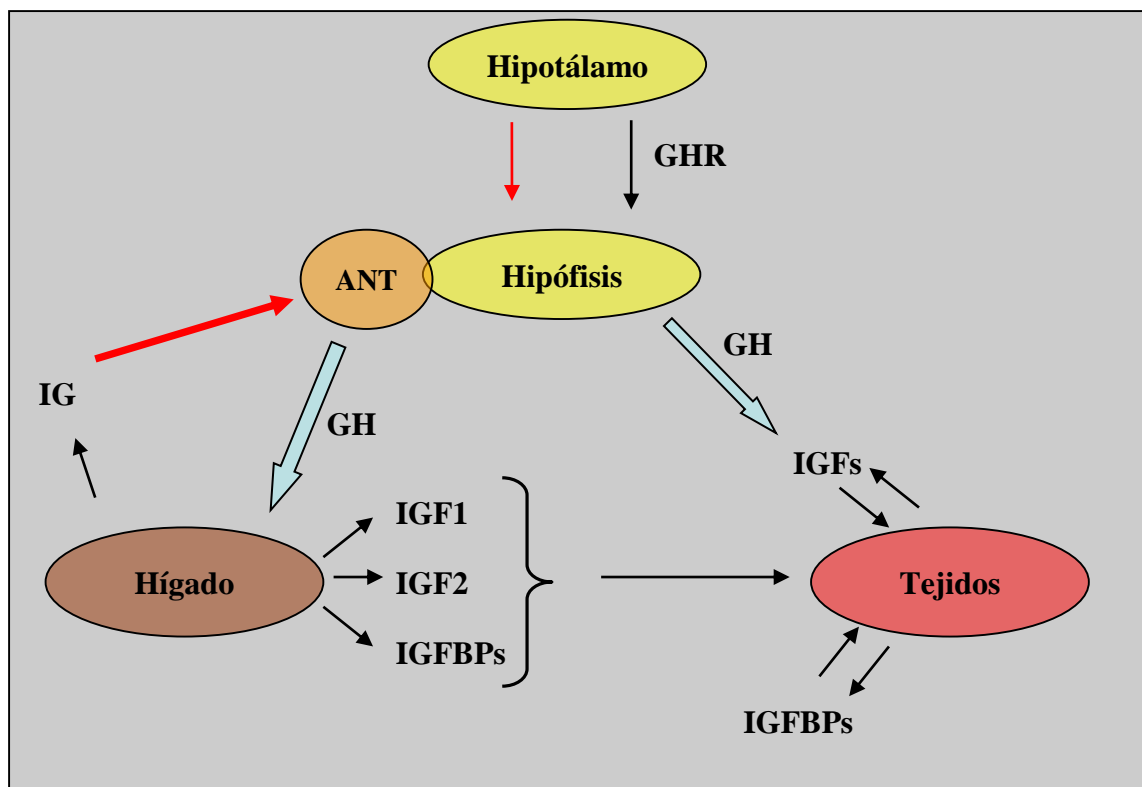 Hipotálamo
GHR
ANT
Hipófisis
GH
IG
GH
IGFs
IGF1
Hígado
IGF2
Tejidos
IGFBPs
IGFBPs